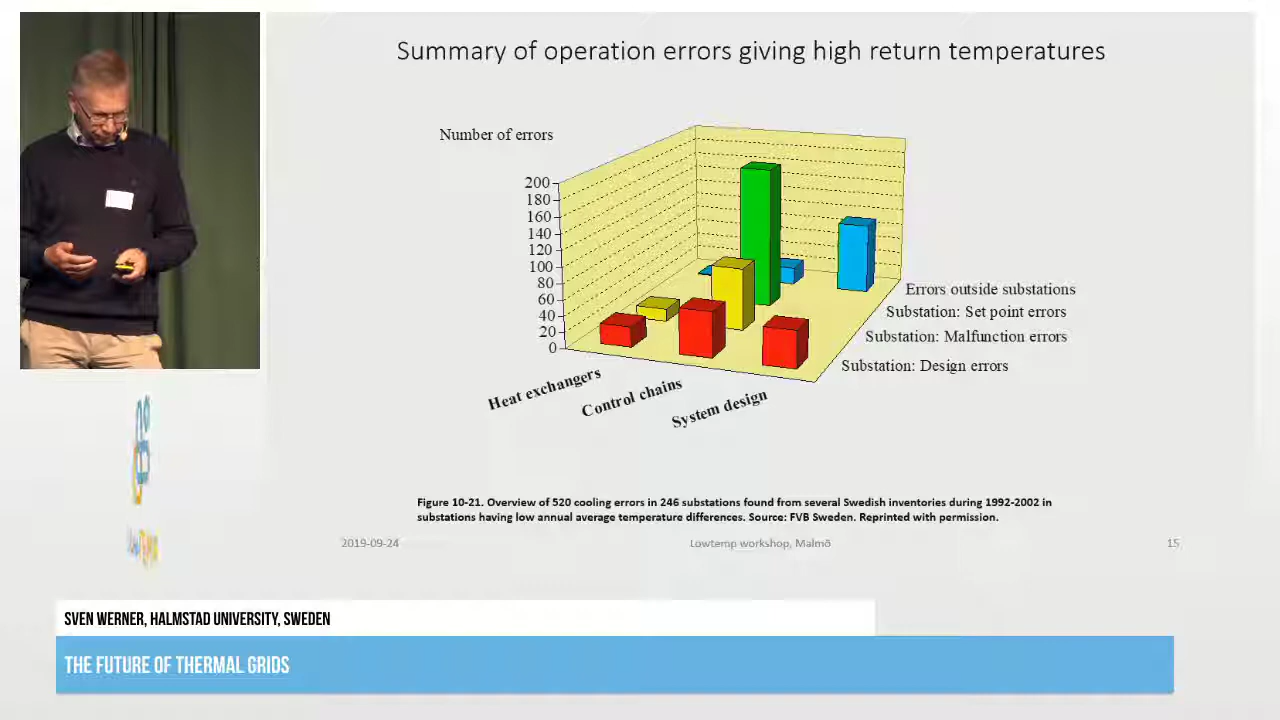 Summary of operation errors giving high return temperatures
Number of errors
200
180
160
140
120
100
80
60
40
20
0
Errors outside substations
Substation: Set point errors
Substation: Malfunction errors
Substation: Design errors
Heat exchangers
Control chains
System design
Figure 10-21. Overview of 520 cooling errors in 246 substations found from several Swedish inventories during 1992-2002 in
substations having low annual average temperature differences. Source: FVB Sweden. Reprinted with permission.
2019-09-24
Lowtemp workshop, Malmö
15
SVEN WERNER, HALMSTAD UNIVERSITY, SWEDEN
THE FUTURE OF THERMAL GRIDS